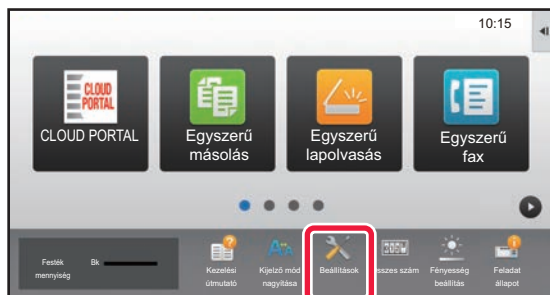 10:15
CLOUD
PORTAL
CLOUD PORTAL
Egyszerű
másolás
Egyszerű
lapolvasás
Egyszerű
fax
Festék
mennyiség
Bk
Kezelési
útmutató
Kijelző mód
nagyítása
Beállítások
sszes szám
Fényesség
beállítás
Feladat
állapot